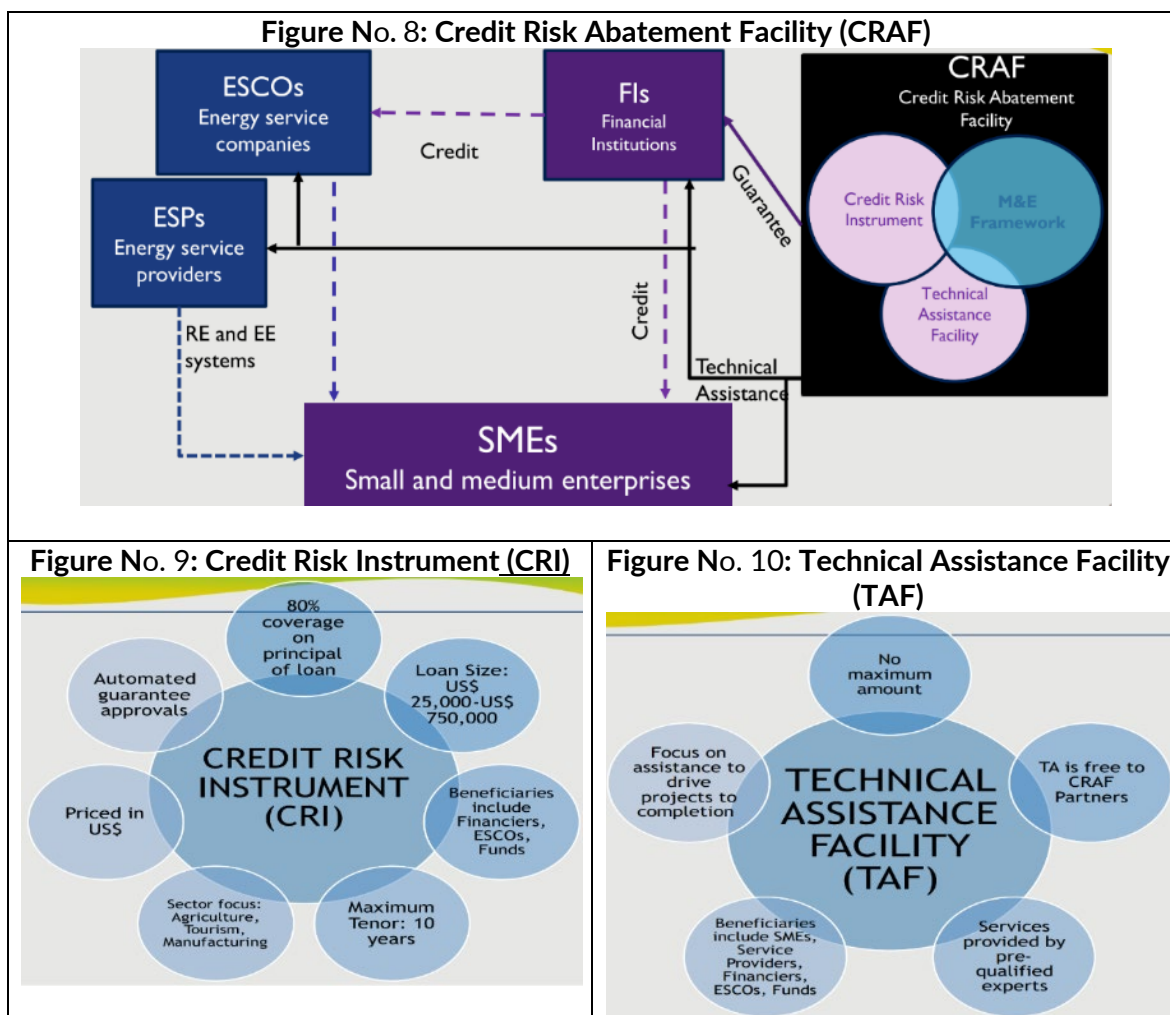 Figure No. 8: Credit Risk Abatement Facility (CRAF)
ESCOs
Energy service
companies
FIs
Financial
Institutions
CRAF
Credit Risk Abatement
Facility
Credit
Guarantee
Credit Risk
Instrument
M&E
Framework
Technical
Assistance
Facility
ESPs
Energy service
providers
RE and EE
systems
Credit
Technical
Assistance
SMEs
Small and medium enterprises
Figure No. 9: Credit Risk Instrument (CRI)
80%
coverage
on
principal
of loan
Automated
guarantee
approvals
Loan Size:
US$
25,000-US$
750,000
CREDIT RISK
INSTRUMENT
(CRI)
Priced in
US$
Beneficiaries
include
Financiers,
ESCOs,
Funds
Sector focus:
Agriculture,
Tourism,
Manufacturing
Maximum
Tenor: 10
years
Figure No. 10: Technical Assistance Facility
(TAF)
No
maximum
amount
Focus on
assistance to
drive
projects to
completion
TECHNICAL
ASSISTANCE
FACILITY
(TAF)
TA is free to
CRAF
Partners
Beneficiaries
include SMEs,
Service
Providers,
Financiers,
ESCOs, Funds
Services
provided by
pre-
qualified
experts